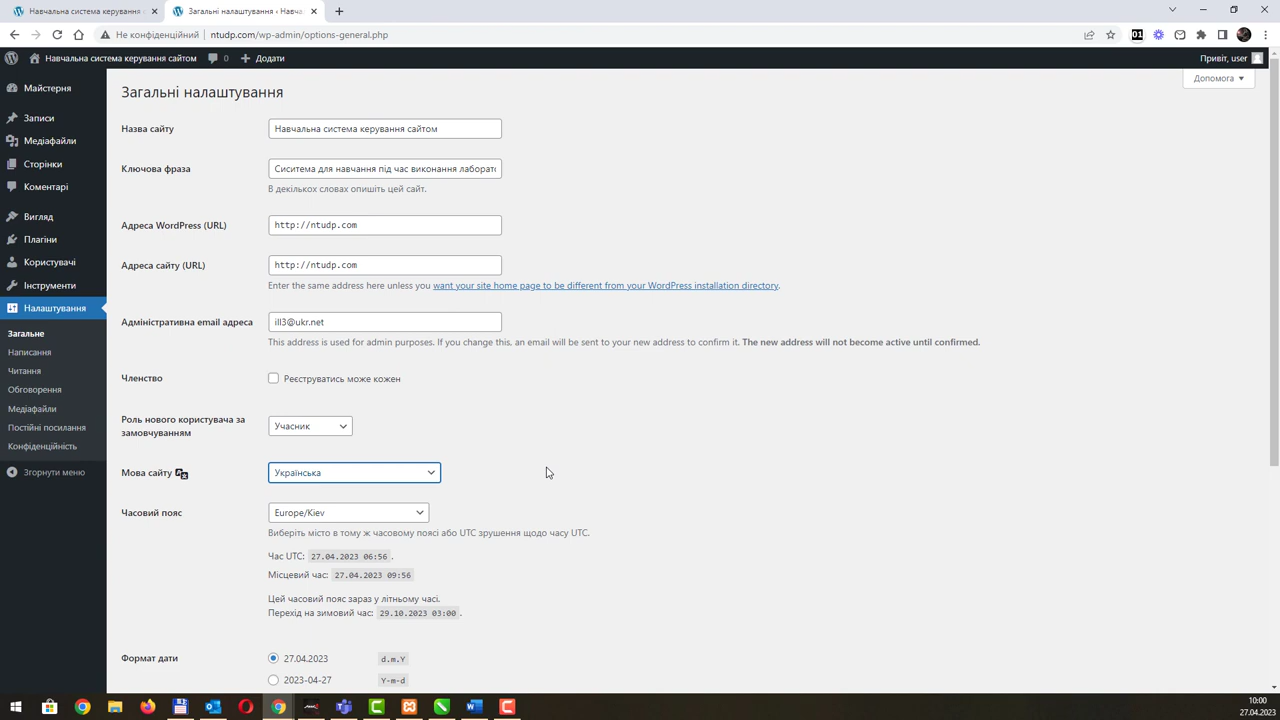 Навчальна система керування с
Загальні налаштування ‹ Навча
Не конфіденційний
ntudp.com/wp-admin/options-general.php
01
Навчальна система керування сайтом
0
Додати
Привіт, user
Майстерня
Записи
Медіафайли
Сторінки
Коментарі
Вигляд
Плагіни
Користувачі
Інструменти
Налаштування
Загальне
Написання
Читання
Обговорення
Медіафайли
Постійні посилання
Конфіденційність
Згорнути меню
Допомога
Загальні налаштування
Назва сайту
Навчальна система керування сайтом
Ключова фраза
Сиситема для навчання під час виконання лаборатс
В декількох словах опишіть цей сайт.
Адреса WordPress (URL)
http://ntudp.com
Адреса сайту (URL)
http://ntudp.com
Enter the same address here unless you want your site home page to be different from your WordPress installation directory.
Адміністративна email адреса
ill3@ukr.net
This address is used for admin purposes. If you change this, an email will be sent to your new address to confirm it. The new address will not become active until confirmed.
Членство
Реєструватись може кожен
Роль нового користувача за
замовчуванням
Учасник
Мова сайту
Українська
Часовий пояс
Europe/Kiev
Виберіть місто в тому ж часовому поясі або UTC зрушення щодо часу UTC.
Час UTC: 27.04.2023 06:56.
Місцевий час: 27.04.2023 09:56
Цей часовий пояс зараз у літньому часі.
Перехід на зимовий час: 29.10.2023 03:00.
Формат дати
27.04.2023
d.m.Y
2023-04-27
Y-m-d
10:00
27.04.2023